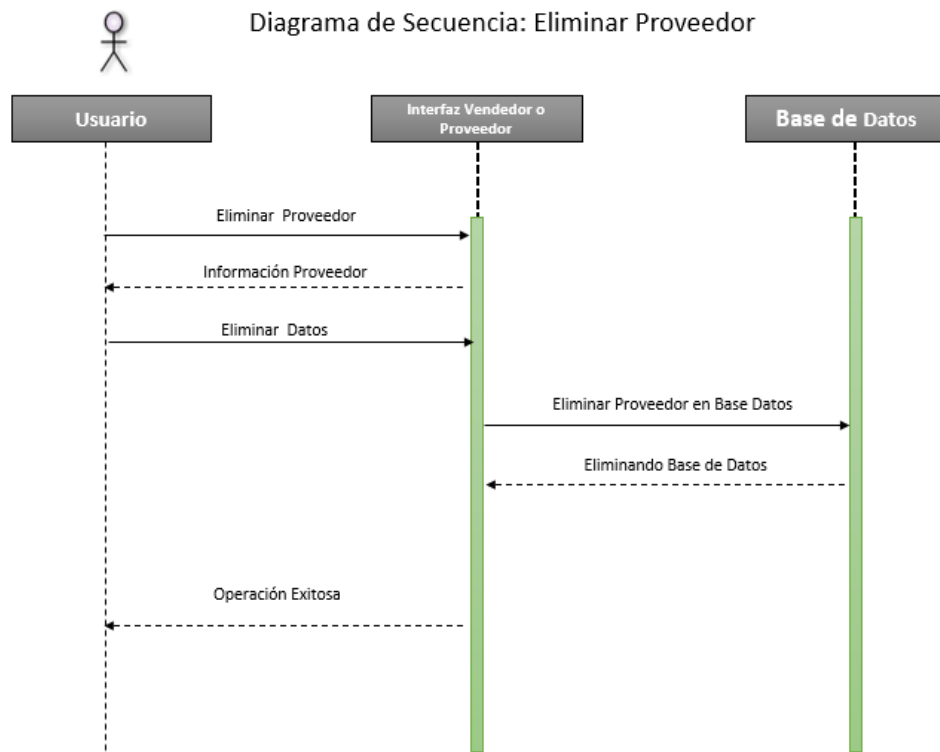 Diagrama de Secuencia: Eliminar Proveedor
Usuario
Interfaz Vendedor o
Proveedor
Base de Datos
Eliminar Proveedor
Información Proveedor
Eliminar Datos
Eliminar Proveedor en Base Datos
Eliminando Base de Datos
Operación Exitosa